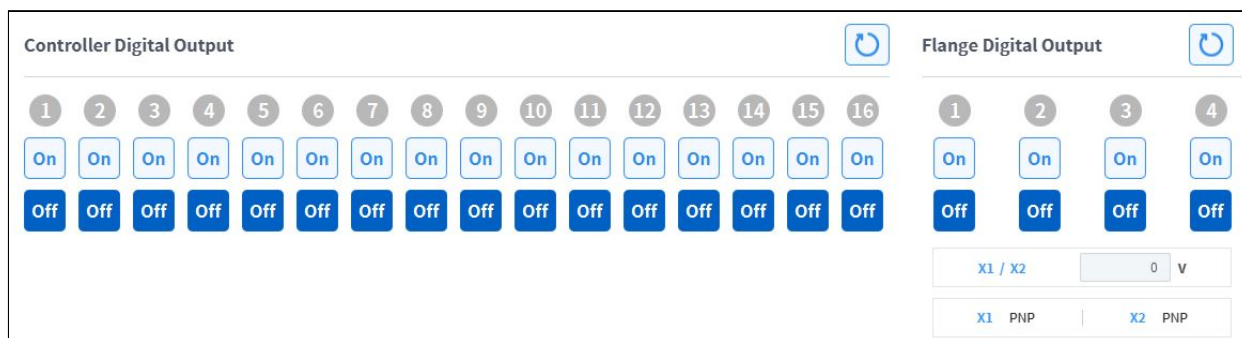 Controller Digital Output
1 2 3 4 5 6 7 8 9 10 11 12 13 14 15 16
On On On On On On On On On On On On On On On On
Off Off Off Off Off Off Off Off Off Off Off Off Off Off Off Off
Flange Digital Output
1 2 3 4
On On On On
Off Off Off Off
X1 / X2 0 V
X1 PNP X2 PNP